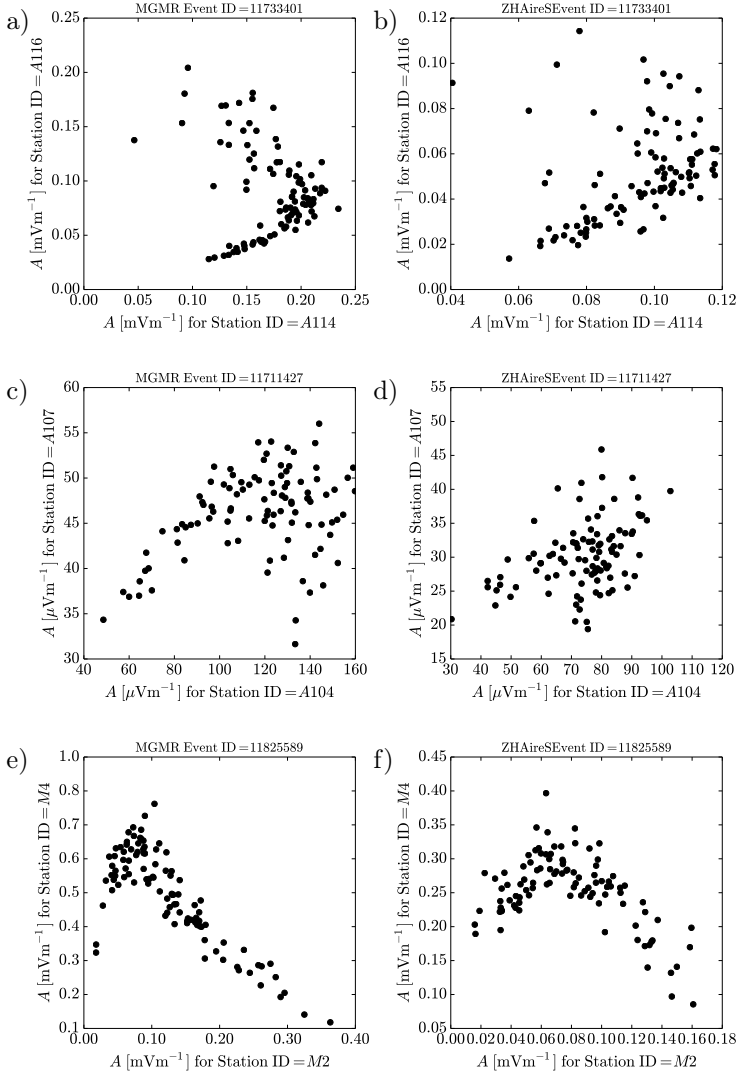 a)
MGMR Event ID=11733401
0.25
0.20
0.15
0.10
0.05
0.00
A [mVm⁻¹] for Station ID=A116
0.00 0.05 0.10 0.15 0.20 0.25
A [mVm⁻¹] for Station ID=A114
b)
ZHAireSEvent ID=11733401
0.12
0.10
0.08
0.06
0.04
0.02
0.00
A [mVm⁻¹] for Station ID=A116
0.04 0.06 0.08 0.10 0.12
A [mVm⁻¹] for Station ID=A114
c)
MGMR Event ID=11711427
60
55
50
45
40
35
30
A [μVm⁻¹] for Station ID=A107
40 60 80 100 120 140 160
A [μVm⁻¹] for Station ID=A104
d)
ZHAireSEvent ID=11711427
55
50
45
40
35
30
25
20
15
A [μVm⁻¹] for Station ID=A107
30 40 50 60 70 80 90 100 110 120
A [μVm⁻¹] for Station ID=A104
e)
MGMR Event ID=11825589
1.0
0.9
0.8
0.7
0.6
0.5
0.4
0.3
0.2
0.1
A [mVm⁻¹] for Station ID=M4
0.00 0.10 0.20 0.30 0.40
A [mVm⁻¹] for Station ID=M2
f)
ZHAireSEvent ID=11825589
0.45
0.40
0.35
0.30
0.25
0.20
0.15
0.10
0.05
A [mVm⁻¹] for Station ID=M4
0.00 0.02 0.04 0.06 0.08 0.10 0.12 0.14 0.16 0.18
A [mVm⁻¹] for Station ID=M2